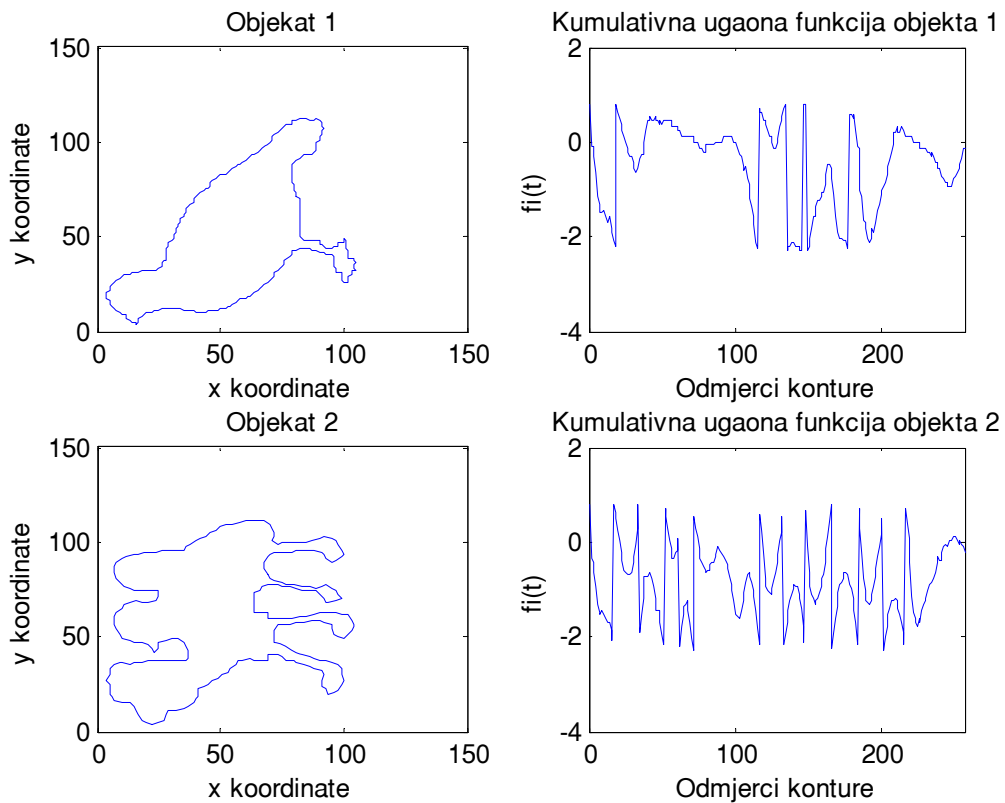 Objekat 1
150
100
50
0
y koordinate
0 50 100 150
x koordinate
Kumulativna ugaona funkcija objekta 1
2
0
-2
-4
fi(t)
0 100 200
Odmjerci konture
Objekat 2
150
100
50
0
y koordinate
0 50 100 150
x koordinate
Kumulativna ugaona funkcija objekta 2
2
0
-2
-4
fi(t)
0 100 200
Odmjerci konture